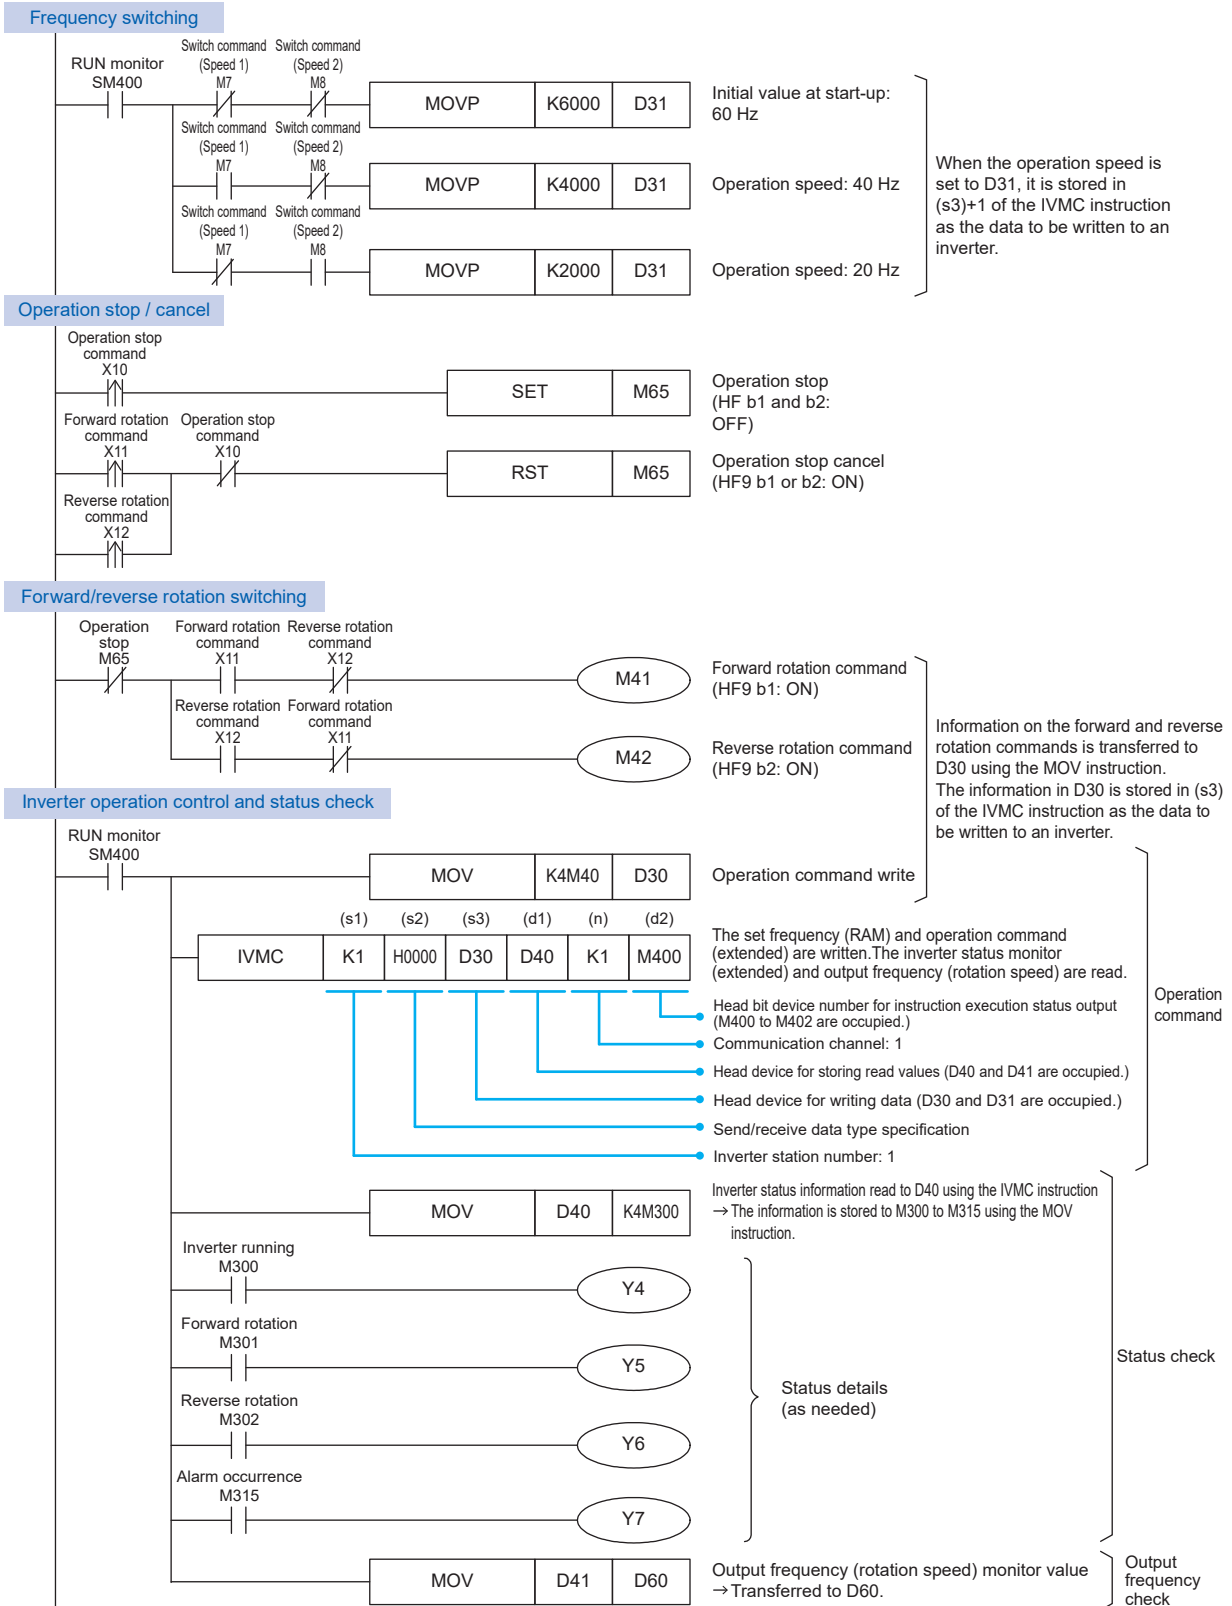 Frequency switching
Switch command Switch command
(Speed 1) (Speed 2)
RUN monitor
SM400 M7 M8
MOVP K6000 D31
Initial value at start-up:
60 Hz
Switch command Switch command
(Speed 1) (Speed 2)
M7 M8
MOVP K4000 D31
Operation speed: 40 Hz
Switch command Switch command
(Speed 1) (Speed 2)
M7 M8
MOVP K2000 D31
Operation speed: 20 Hz
When the operation speed is
set to D31, it is stored in
(s3)+1 of the IVMC instruction
as the data to be written to an
inverter.
Operation stop / cancel
Operation stop
command
X10
SET M65
Operation stop
(HF b1 and b2:
OFF)
Forward rotation Operation stop
command command
X11 X10
RST M65
Operation stop cancel
(HF9 b1 or b2: ON)
Reverse rotation
command
X12
Forward/reverse rotation switching
Operation Forward rotation Reverse rotation
stop command command
M65 X11 X12
M41
Forward rotation command
(HF9 b1: ON)
Reverse rotation Forward rotation
command command
X12 X11
M42
Reverse rotation command
(HF9 b2: ON)
Information on the forward and reverse
rotation commands is transferred to
D30 using the MOV instruction.
The information in D30 is stored in (s3)
of the IVMC instruction as the data to
be written to an inverter.
Inverter operation control and status check
RUN monitor
SM400
MOV K4M40 D30
Operation command write
(s1) (s2) (s3) (d1) (n) (d2)
IVMC K1 H0000 D30 D40 K1 M400
The set frequency (RAM) and operation command
(extended) are written.The inverter status monitor
(extended) and output frequency (rotation speed) are read.
Head bit device number for instruction execution status output
(M400 to M402 are occupied.)
Communication channel: 1
Head device for storing read values (D40 and D41 are occupied.)
Head device for writing data (D30 and D31 are occupied.)
Send/receive data type specification
Inverter station number: 1
Operation
command
MOV D40 K4M300
Inverter status information read to D40 using the IVMC instruction
→The information is stored to M300 to M315 using the MOV
instruction.
Inverter running
M300
Y4
Forward rotation
M301
Y5
Reverse rotation
M302
Y6
Alarm occurrence
M315
Y7
Status details
(as needed)
Status check
MOV D41 D60
Output frequency (rotation speed) monitor value
→Transferred to D60.
Output
frequency
check